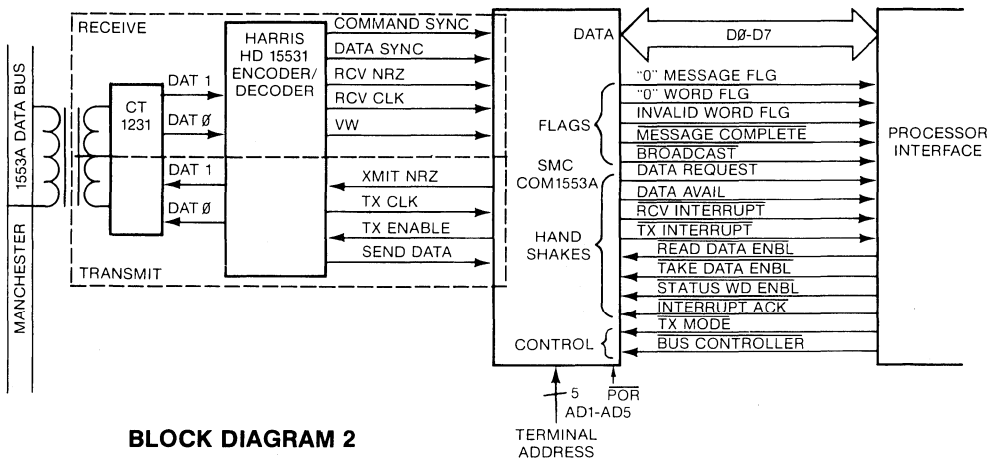 RECEIVE
HARRIS
HD 15531
ENCODER/
DECODER
COMMAND SYNC
DATA SYNC
RCV NRZ
RCV CLK
VW
XMIT NRZ
TX CLK
TX ENABLE
SEND DATA
CT
1231
DAT 1
DAT Ø
DAT 1
DAT Ø
TRANSMIT
MANCHESTER 1553A DATA BUS
DATA
FLAGS
SMC
COM1553A
HAND
SHAKES
CONTROL
DØ-D7
"0" MESSAGE FLG
"0" WORD FLG
INVALID WORD FLG
MESSAGE COMPLETE
BROADCAST
DATA REQUEST
DATA AVAIL
RCV INTERRUPT
TX INTERRUPT
READ DATA ENBL
TAKE DATA ENBL
STATUS WD ENBL
INTERRUPT ACK
TX MODE
BUS CONTROLLER
PROCESSOR
INTERFACE
5
POR
AD1-AD5
TERMINAL
ADDRESS
BLOCK DIAGRAM 2